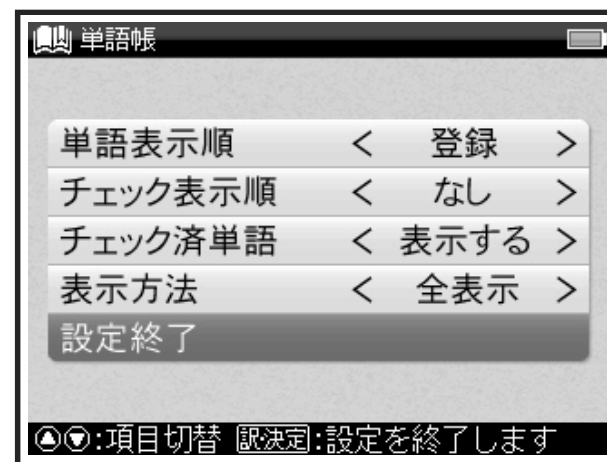 単語帳
単語表示順 < 登録 >
チェック表示順 < なし >
チェック済単語 < 表示する >
表示方法 < 全表示 >
設定終了
:項目切替 訳決定:設定を終了します